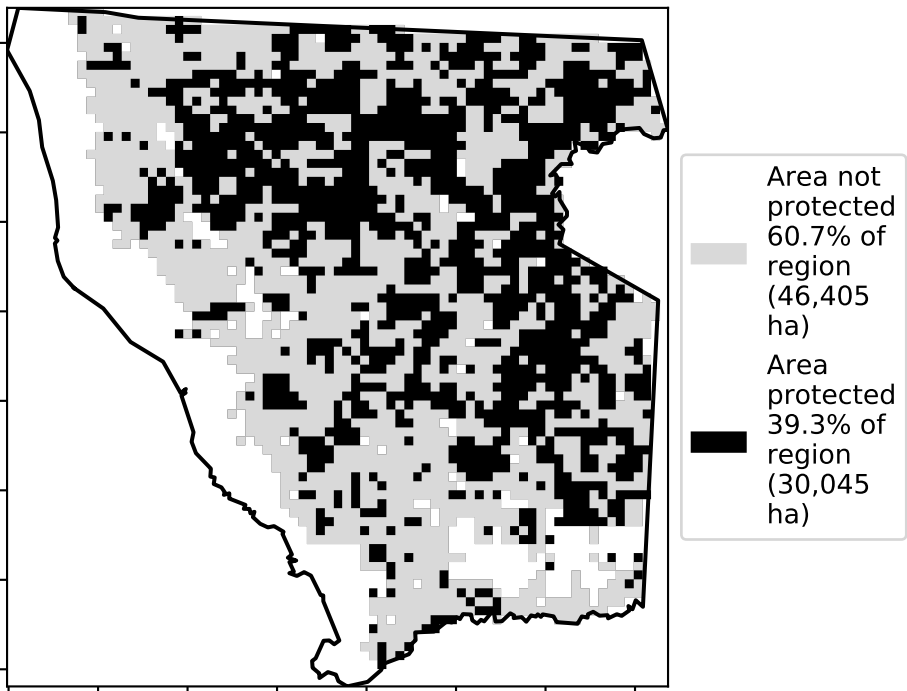 Area not
protected
60.7% of
region
(46,405
ha)
Area
protected
39.3% of
region
(30,045
ha)